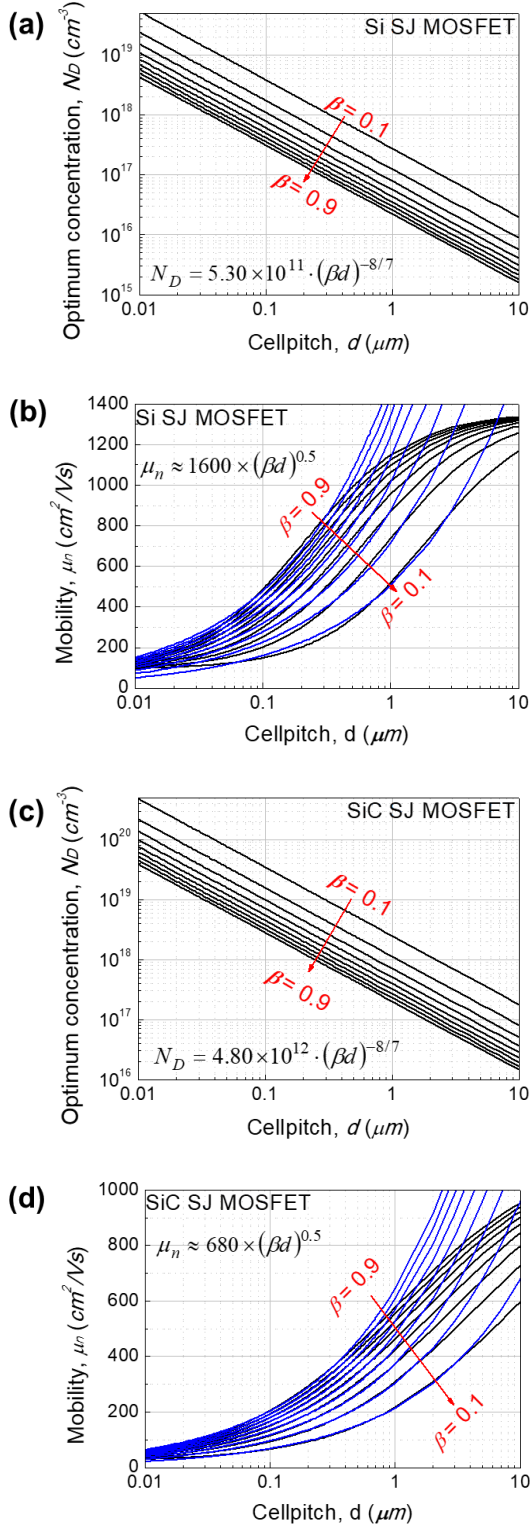 (a)
Si SJ MOSFET
Optimum concentration, ND (cm-3)
10^19
10^18
10^17
10^16
10^15
β= 0.1
β= 0.9
N_D = 5.30×10^11·(βd)^−8/7
0.01 0.1 1 10
Cellpitch, d (μm)
(b)
Si SJ MOSFET
μ_n ≈ 1600 × (βd)^0.5
Mobility, μn (cm²/Vs)
1400
1200
1000
800
600
400
200
0
β= 0.9
β= 0.1
0.01 0.1 1 10
Cellpitch, d (μm)
(c)
SiC SJ MOSFET
Optimum concentration, ND (cm-3)
10^20
10^19
10^18
10^17
10^16
β= 0.1
β= 0.9
N_D = 4.80×10^12·(βd)^−8/7
0.01 0.1 1 10
Cellpitch, d (μm)
(d)
SiC SJ MOSFET
μ_n ≈ 680 × (βd)^0.5
Mobility, μn (cm²/Vs)
1000
800
600
400
200
0
β= 0.9
β= 0.1
0.01 0.1 1 10
Cellpitch, d (μm)